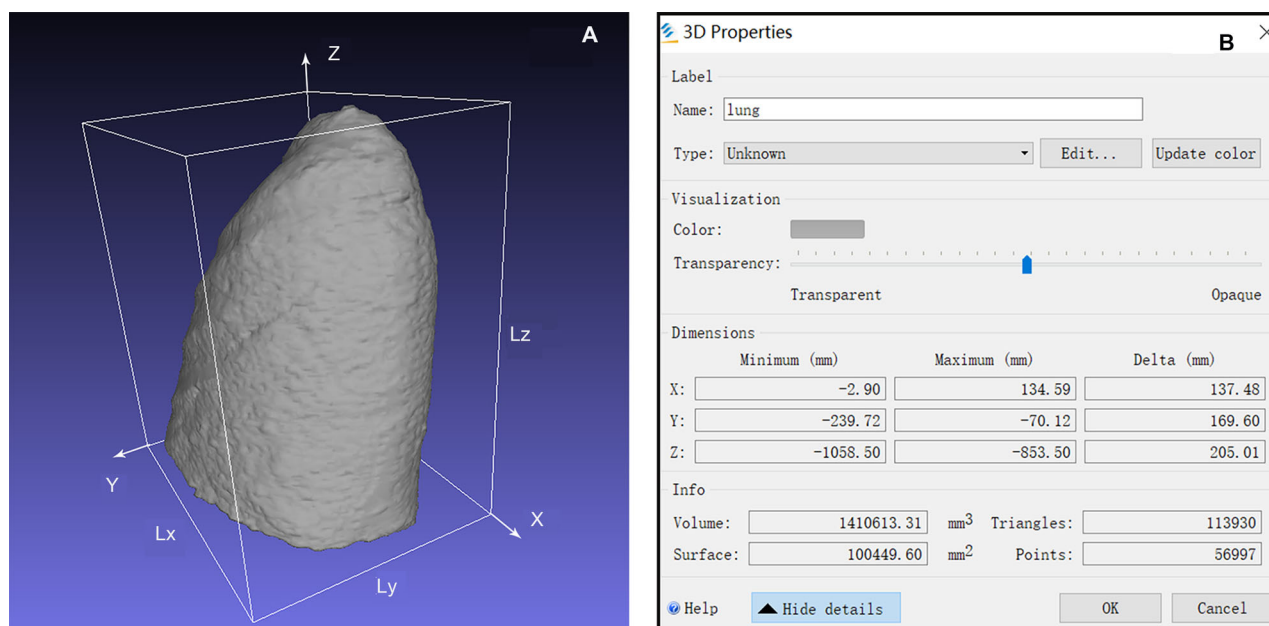 A
Z
Lz
Y
X
Lx
Ly
3D Properties
B
Label
Name: lung
Type: Unknown Edit... Update color
Visualization
Color:
Transparency:
Transparent Opaque
Dimensions
Minimum (mm) Maximum (mm) Delta (mm)
X: -2.90 134.59 137.48
Y: -239.72 -70.12 169.60
Z: -1058.50 -853.50 205.01
Info
Volume: 1410613.31 mm3 Triangles: 113930
Surface: 100449.60 mm2 Points: 56997
Help Hide details OK Cancel